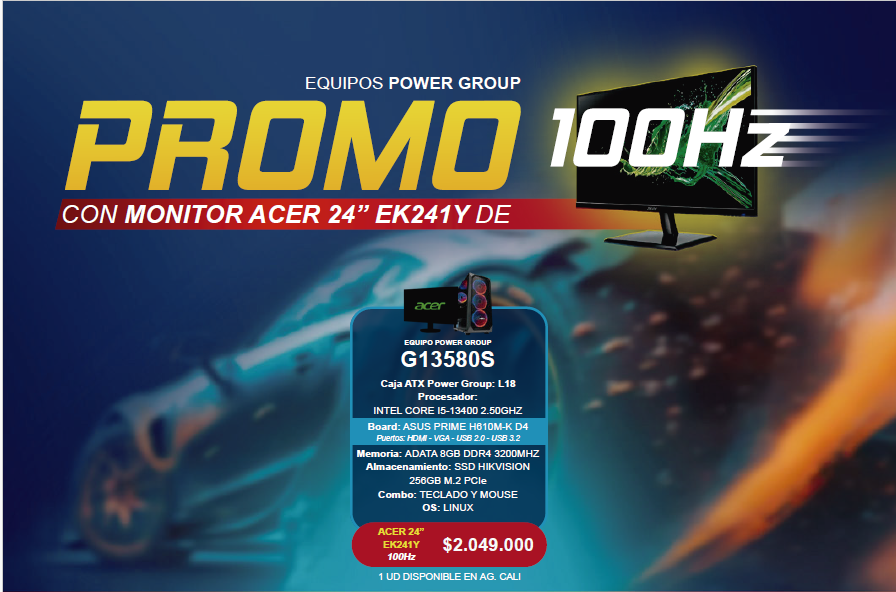 EQUIPOS POWER GROUP
PROMO
100Hz
CON MONITOR ACER 24” EK241Y DE
acer
EQUIPO POWER GROUP
G13580S
Caja ATX Power Group: L18
Procesador:
INTEL CORE I5-13400 2.50GHZ
Board: ASUS PRIME H610M-K D4
Puertos: HDMI - VGA - USB 2.0 - USB 3.2
Memoria: ADATA 8GB DDR4 3200MHZ
Almacenamiento: SSD HIKVISION
256GB M.2 PCIe
Combo: TECLADO Y MOUSE
OS: LINUX
ACER 24”
EK241Y
100Hz
$2.049.000
1 UD DISPONIBLE EN AG. CALI